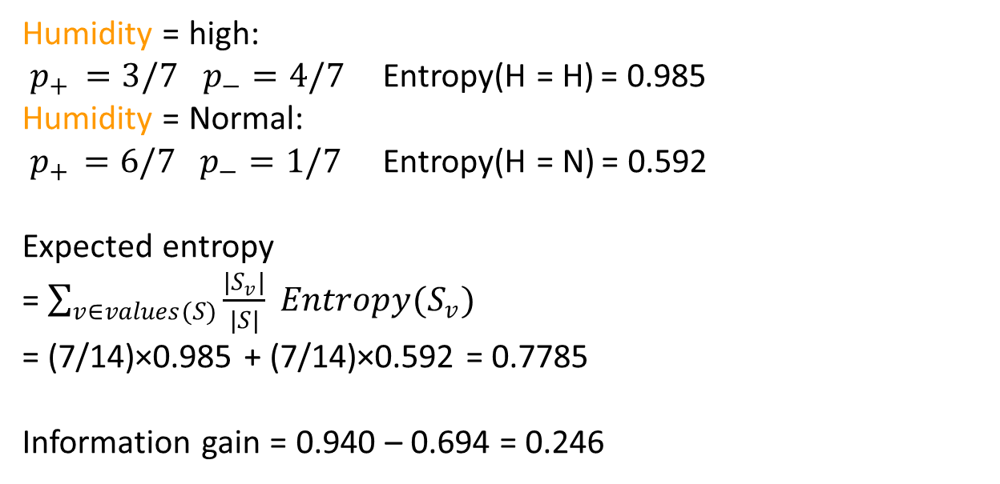 Humidity = high:
p₊ = 3/7 p₋ = 4/7 Entropy(H = H) = 0.985
Humidity = Normal:
p₊ = 6/7 p₋ = 1/7 Entropy(H = N) = 0.592
Expected entropy
= ∑_{v∈values(S)} |S_v|/|S| Entropy(S_v)
= (7/14)×0.985 + (7/14)×0.592 = 0.7785
Information gain = 0.940 – 0.694 = 0.246